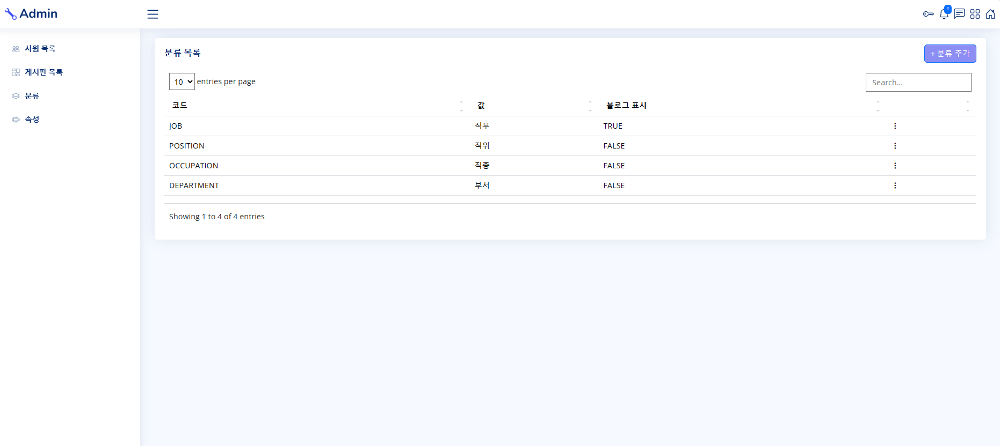 Admin
!
사원 목록
게시판 목록
분류
속성
분류 목록
+ 분류 추가
10 entries per page
Search...
코드 값 블로그 표시
JOB 직무 TRUE
POSITION 직위 FALSE
OCCUPATION 직종 FALSE
DEPARTMENT 부서 FALSE
Showing 1 to 4 of 4 entries